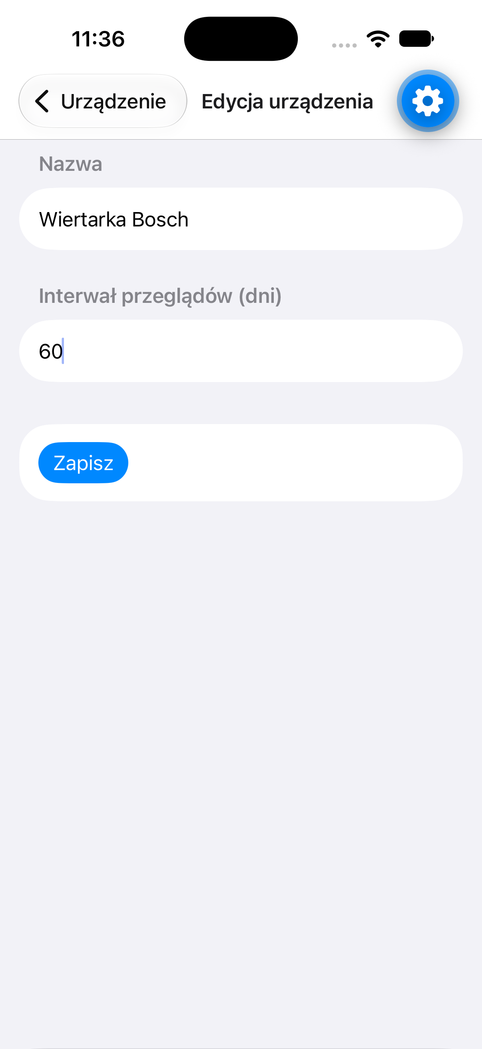 11:36
Urządzenie
Edycja urządzenia
Nazwa
Wiertarka Bosch
Interwał przeglądów (dni)
60
Zapisz